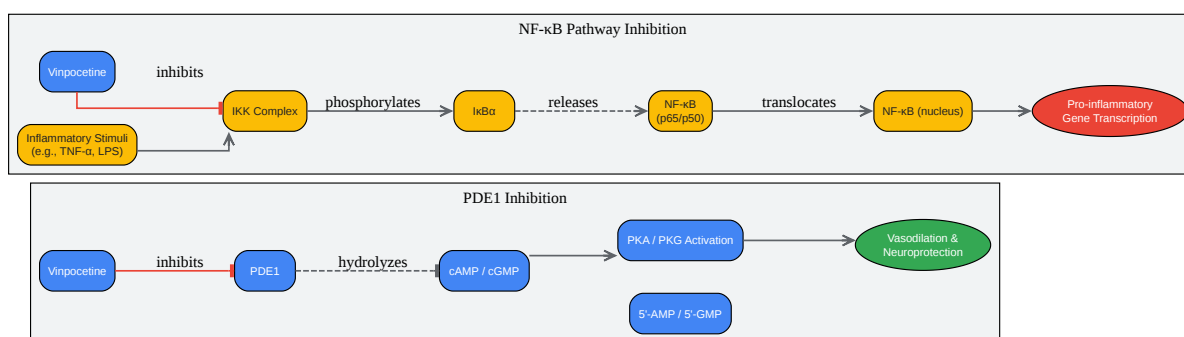 NF-κB Pathway Inhibition
Vinpocetine
inhibits
IKK Complex
phosphorylates
IκBα
releases
NF-κB
(p65/p50)
translocates
NF-κB (nucleus)
Pro-inflammatory
Gene Transcription
Inflammatory Stimuli
(e.g., TNF-α, LPS)
PDE1 Inhibition
Vinpocetine
inhibits
PDE1
hydrolyzes
cAMP / cGMP
PKA / PKG Activation
Vasodilation &
Neuroprotection
5'-AMP / 5'-GMP